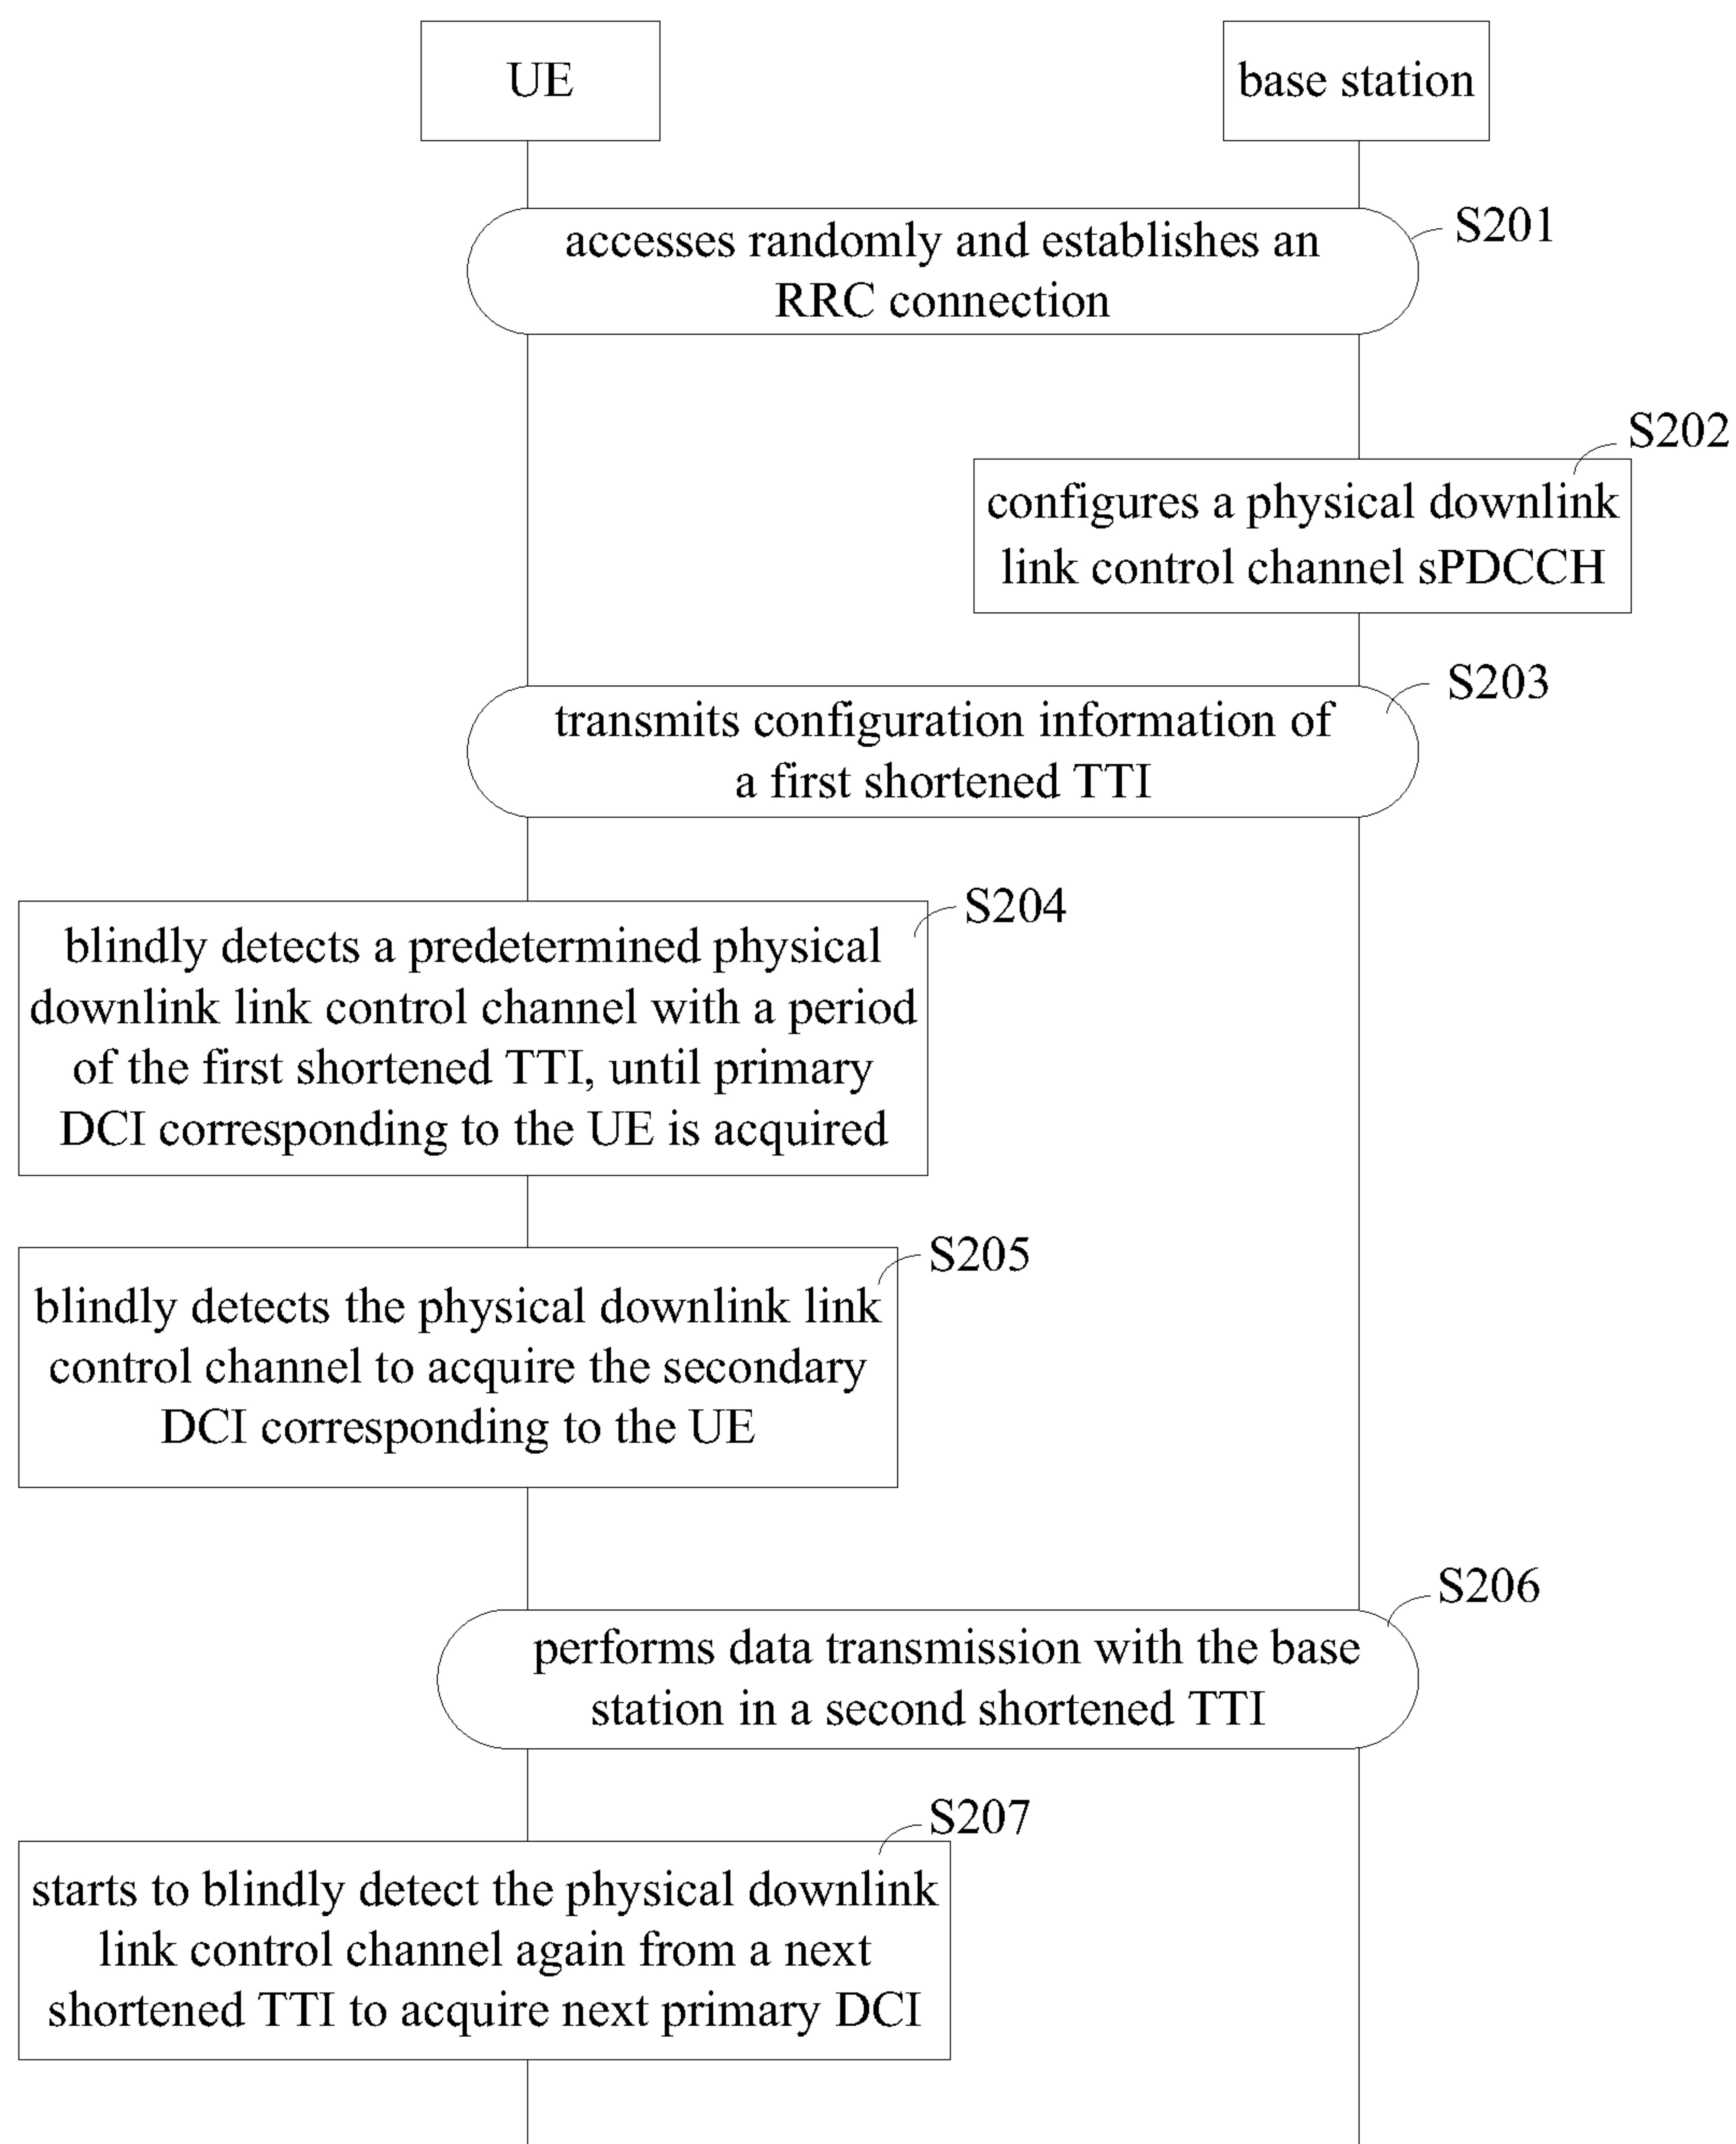 UE
base station
S201
accesses randomly and establishes an
RRC connection
S202
configures a physical downlink
link control channel sPDCCH
S203
transmits configuration information of
a first shortened TTI
S204
blindly detects a predetermined physical
downlink link control channel with a period
of the first shortened TTI, until primary
DCI corresponding to the UE is acquired
S205
blindly detects the physical downlink link
control channel to acquire the secondary
DCI corresponding to the UE
S206
performs data transmission with the base
station in a second shortened TTI
S207
starts to blindly detect the physical downlink
link control channel again from a next
shortened TTI to acquire next primary DCI